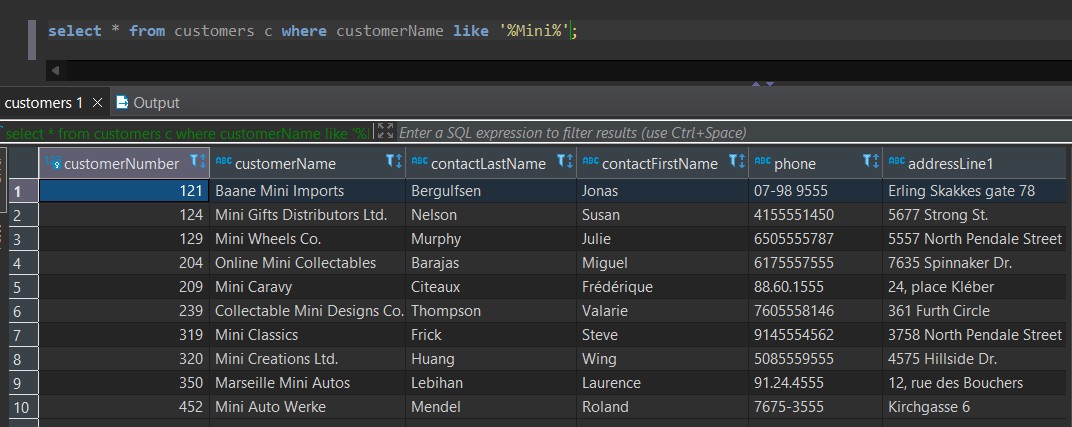 select * from customers c where customerName like '%Mini%';
customers 1 Output
select * from customers c where customerName like '%I Enter a SQL expression to filter results (use Ctrl+Space)
customerNumber ABC customerName ABC contactLastName ABC contactFirstName ABC phone ABC addressLine1
1 121 Baane Mini Imports Bergulfsen Jonas 07-98 9555 Erling Skakkes gate 78
2 124 Mini Gifts Distributors Ltd. Nelson Susan 4155551450 5677 Strong St.
3 129 Mini Wheels Co. Murphy Julie 6505555787 5557 North Pendale Street
4 204 Online Mini Collectables Barajas Miguel 6175557555 7635 Spinnaker Dr.
5 209 Mini Caravy Citeaux Frédérique 88.60.1555 24, place Kléber
6 239 Collectable Mini Designs Co. Thompson Valarie 7605558146 361 Furth Circle
7 319 Mini Classics Frick Steve 9145554562 3758 North Pendale Street
8 320 Mini Creations Ltd. Huang Wing 5085559555 4575 Hillside Dr.
9 350 Marseille Mini Autos Lebihan Laurence 91.24.4555 12, rue des Bouchers
10 452 Mini Auto Werke Mendel Roland 7675-3555 Kirchgasse 6